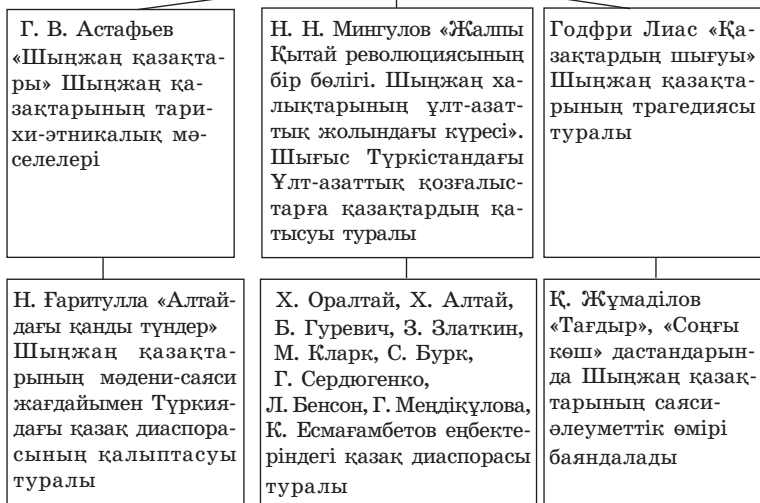 Г. В. Астафьев
«Шыңжан қазақта-
ры» Шыңжаң қа-
зақтарының тари-
хи-этникалық мә-
селелері
Н. Н. Мингулов «Жалпы
Қытай революциясының
бір бөлігі. Шыңжаң ха-
лықтарының ұлт-азат-
тық жолындағы күресі».
Шығыс Түркістандағы
Ұлт-азаттық қозғалыс-
тарға қазақтардың қа-
тысуы туралы
Годфри Лиас «Қа-
зақтардың шығуы»
Шыңжаң қазақта-
рының трагедиясы
туралы
Н. Ғаритулла «Алтай-
дағы қанды түндер»
Шыңжаң қазақта-
рының мәдени-саяси
жағдайымен Түркия-
дағы қазақ диаспора-
сының қалыптасуы
туралы
Х. Оралтай, Х. Алтай,
Б. Гуревич, З. Златкин,
М. Кларк, С. Бурк,
Г. Сердюгенко,
Л. Бенсон, Г. Меңдіқұлова,
К. Есмағамбетов еңбекте-
ріндегі қазақ диаспорасы
туралы
Қ. Жұмаділов
«Тағдыр», «Соңғы
көш» дастандарын-
да Шыңжаң қазақ-
тарының саяси-
әлеуметтік өмірі
баяндалады